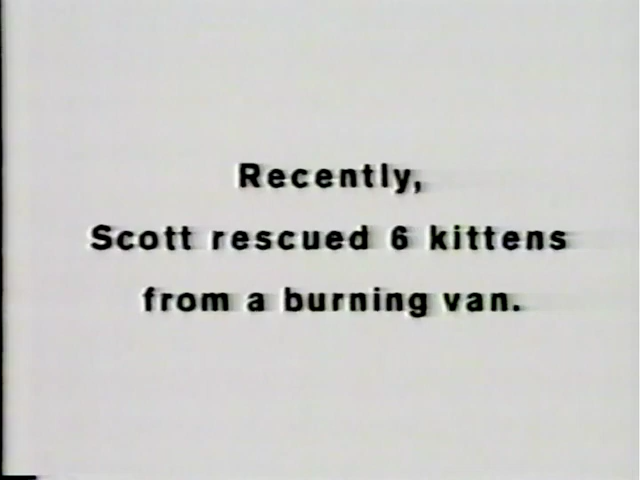 Recently,
Scott rescued 6 kittens
from a burning van.